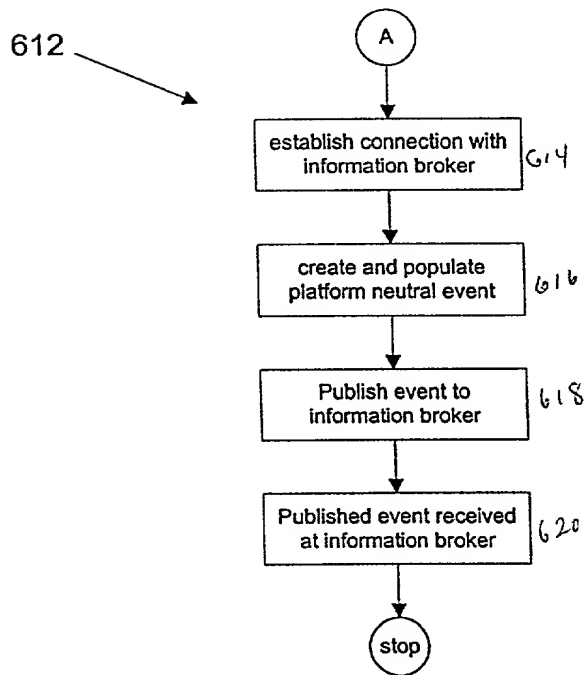 612
A
establish connection with
information broker
614
create and populate
platform neutral event
616
Publish event to
information broker
618
Published event received
at information broker
620
stop